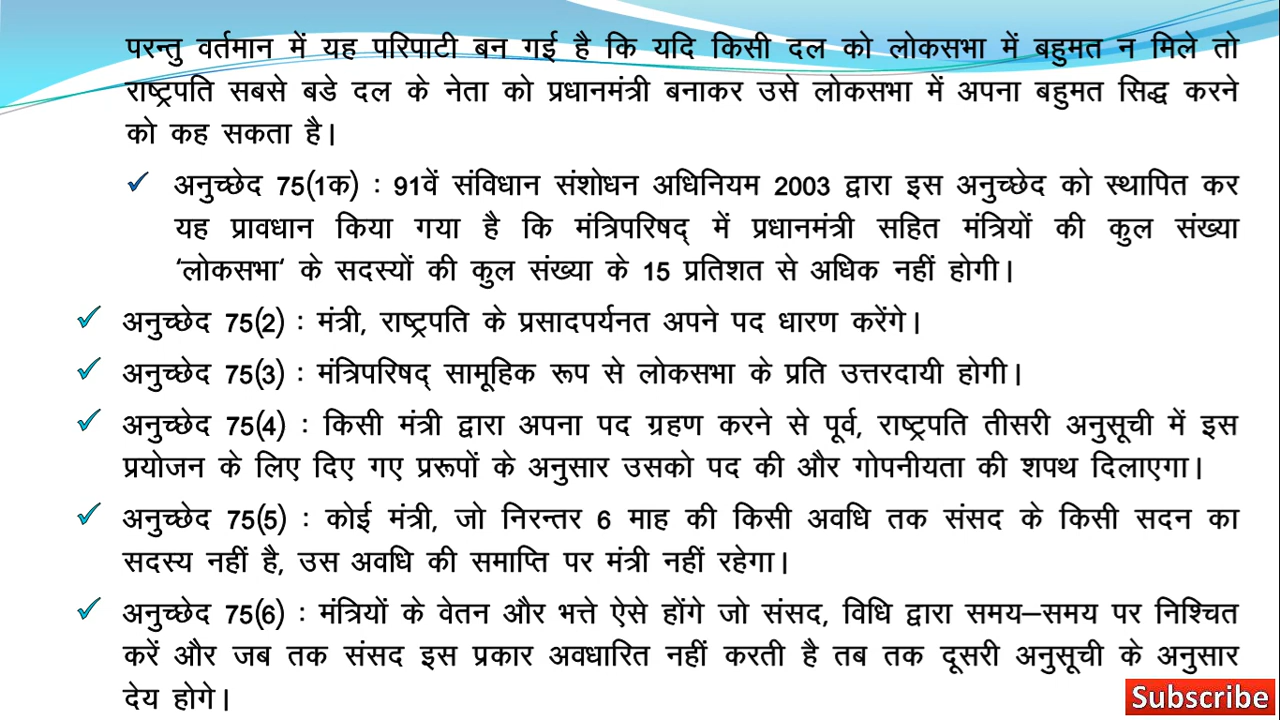 परन्तु वर्तमान में यह परिपाटी बन गई है कि यदि किसी दल को लोकसभा में बहुमत न मिले तो
राष्ट्रपति सबसे बडे दल के नेता को प्रधानमंत्री बनाकर उसे लोकसभा में अपना बहुमत सिद्ध करने
को कह सकता है।
✓ अनुच्छेद 75(1क) : 91वें संविधान संशोधन अधिनियम 2003 द्वारा इस अनुच्छेद को स्थापित कर
यह प्रावधान किया गया है कि मंत्रिपरिषद् में प्रधानमंत्री सहित मंत्रियों की कुल संख्या
‘लोकसभा‘ के सदस्यों की कुल संख्या के 15 प्रतिशत से अधिक नहीं होगी।
✓ अनुच्छेद 75(2) : मंत्री, राष्ट्रपति के प्रसादपर्यनत अपने पद धारण करेंगे।
✓ अनुच्छेद 75(3) : मंत्रिपरिषद् सामूहिक रूप से लोकसभा के प्रति उत्तरदायी होगी।
✓ अनुच्छेद 75(4) : किसी मंत्री द्वारा अपना पद ग्रहण करने से पूर्व, राष्ट्रपति तीसरी अनुसूची में इस
प्रयोजन के लिए दिए गए प्ररूपों के अनुसार उसको पद की और गोपनीयता की शपथ दिलाएगा।
✓ अनुच्छेद 75(5) : कोई मंत्री, जो निरन्तर 6 माह की किसी अवधि तक संसद के किसी सदन का
सदस्य नहीं है, उस अवधि की समाप्ति पर मंत्री नहीं रहेगा।
✓ अनुच्छेद 75(6) : मंत्रियों के वेतन और भत्ते ऐसे होंगे जो संसद, विधि द्वारा समय–समय पर निश्चित
करें और जब तक संसद इस प्रकार अवधारित नहीं करती है तब तक दूसरी अनुसूची के अनुसार
देय होगे।
Subscribe